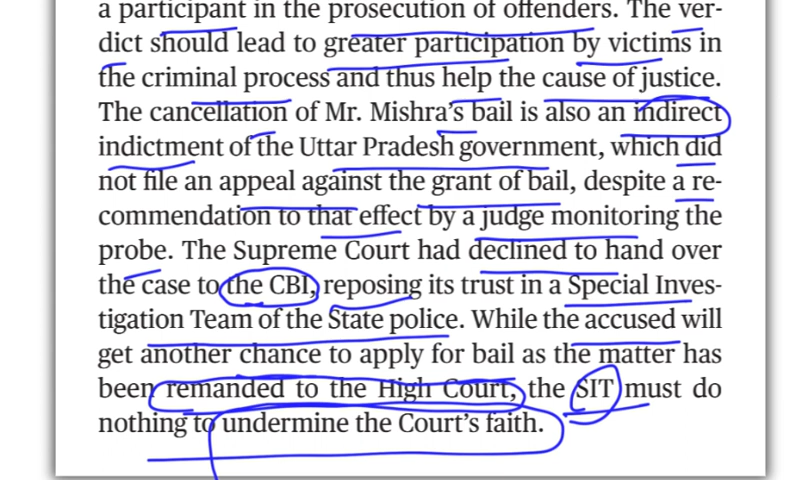 a participant in the prosecution of offenders. The ver-
dict should lead to greater participation by victims in
the criminal process and thus help the cause of justice.
The cancellation of Mr. Mishra's bail is also an indirect
indictment of the Uttar Pradesh government, which did
not file an appeal against the grant of bail, despite a re-
commendation to that effect by a judge monitoring the
probe. The Supreme Court had declined to hand over
the case to the CBI, reposing its trust in a Special Inves-
tigation Team of the State police. While the accused will
get another chance to apply for bail as the matter has
been remanded to the High Court, the SIT must do
nothing to undermine the Court's faith.